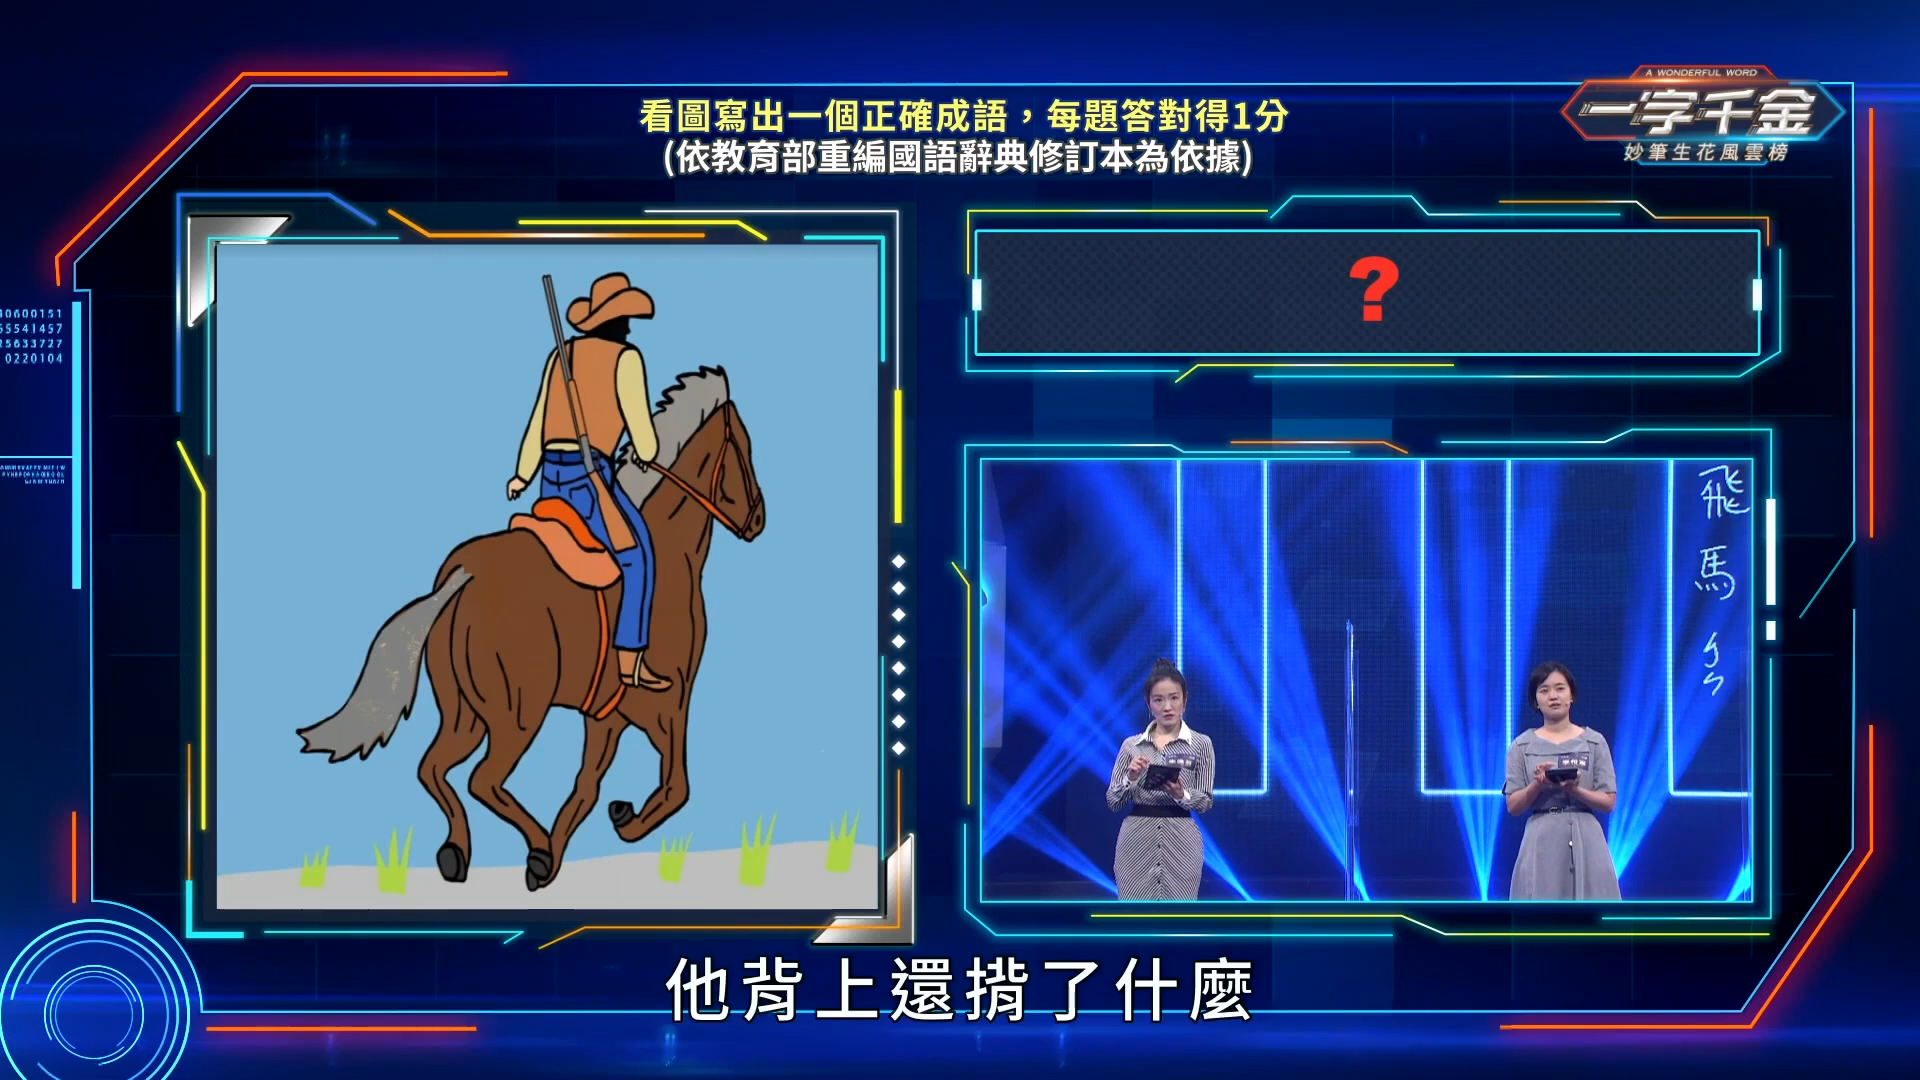 A WONDERFUL WORD
一字千金
妙筆生花風雲榜
看圖寫出一個正確成語，每題答對得1分
(依教育部重編國語辭典修訂本為依據)
?
飛
馬
他背上還揹了什麼